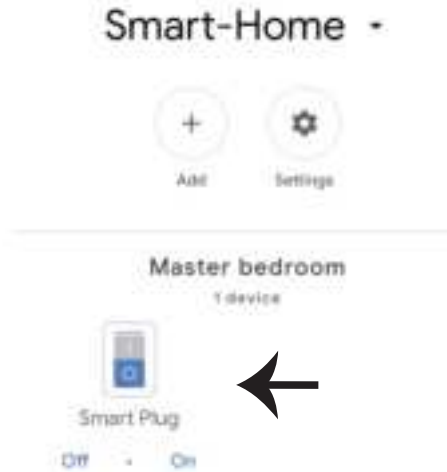 Smart-Home
Add Settings
Master bedroom
1 device
Smart Plug
Off · On